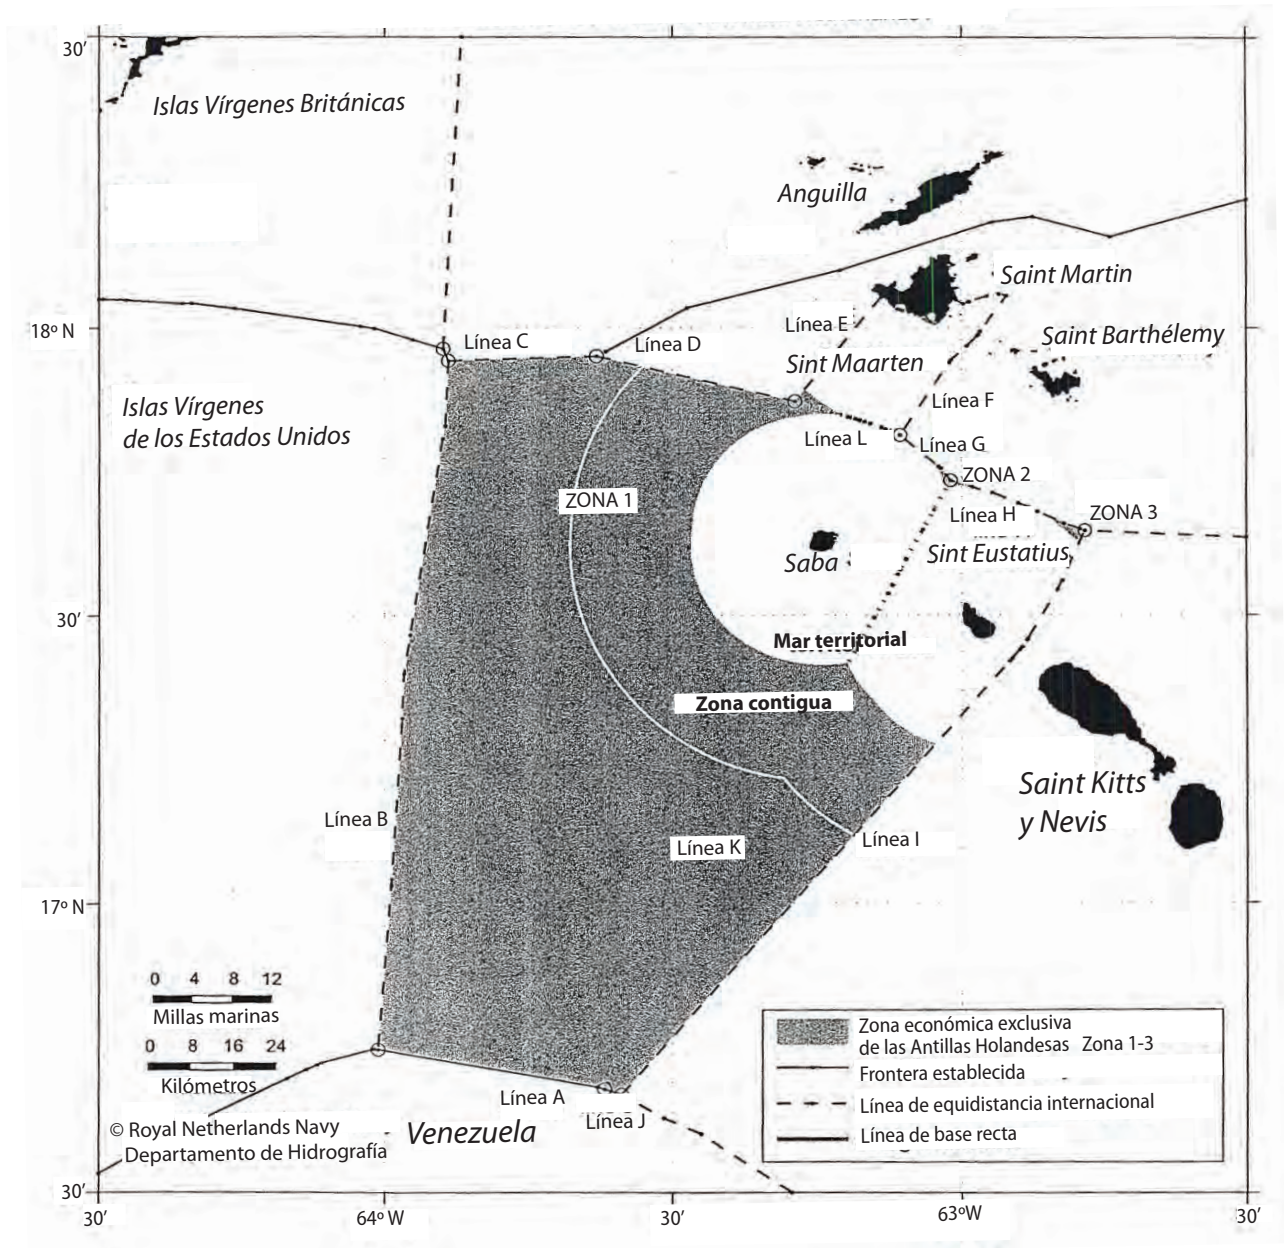 30'
Islas Vírgenes Británicas
Anguilla
Saint Martin
18º N
Línea C
Línea D
Línea E
Sint Maarten
Saint Barthélemy
Islas Vírgenes
de los Estados Unidos
Línea F
Línea L
Línea G
ZONA 2
ZONA 1
Línea H
ZONA 3
Saba
Sint Eustatius
30'
Mar territorial
Zona contigua
Saint Kitts
y Nevis
Línea B
Línea K
Línea I
17º N
0 4 8 12
Millas marinas
0 8 16 24
Kilómetros
Zona económica exclusiva
de las Antillas Holandesas Zona 1-3
Frontera establecida
Línea de equidistancia internacional
Línea de base recta
Línea A
Línea J
© Royal Netherlands Navy
Departamento de Hidrografía
Venezuela
30'
30' 64º W 30' 63ºW 30'